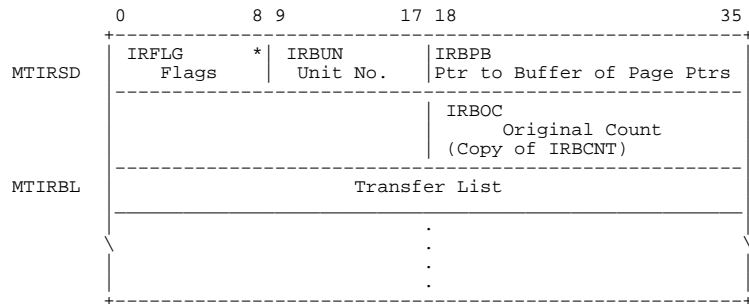 0 8 9 17 18 35
IRFLG * IRBUN IRBPB
MTIRSD Flags Unit No. Ptr to Buffer of Page Ptrs
IRBOC
Original Count
(Copy of IRBCNT)
MTIRBL Transfer List